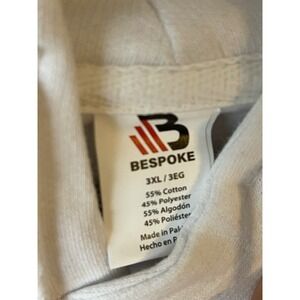 B
BESPOKE
3XL / 3EG
55% Cotton
45% Polyester
55% Algodón
45% Poliéster
Made in
Hecho en